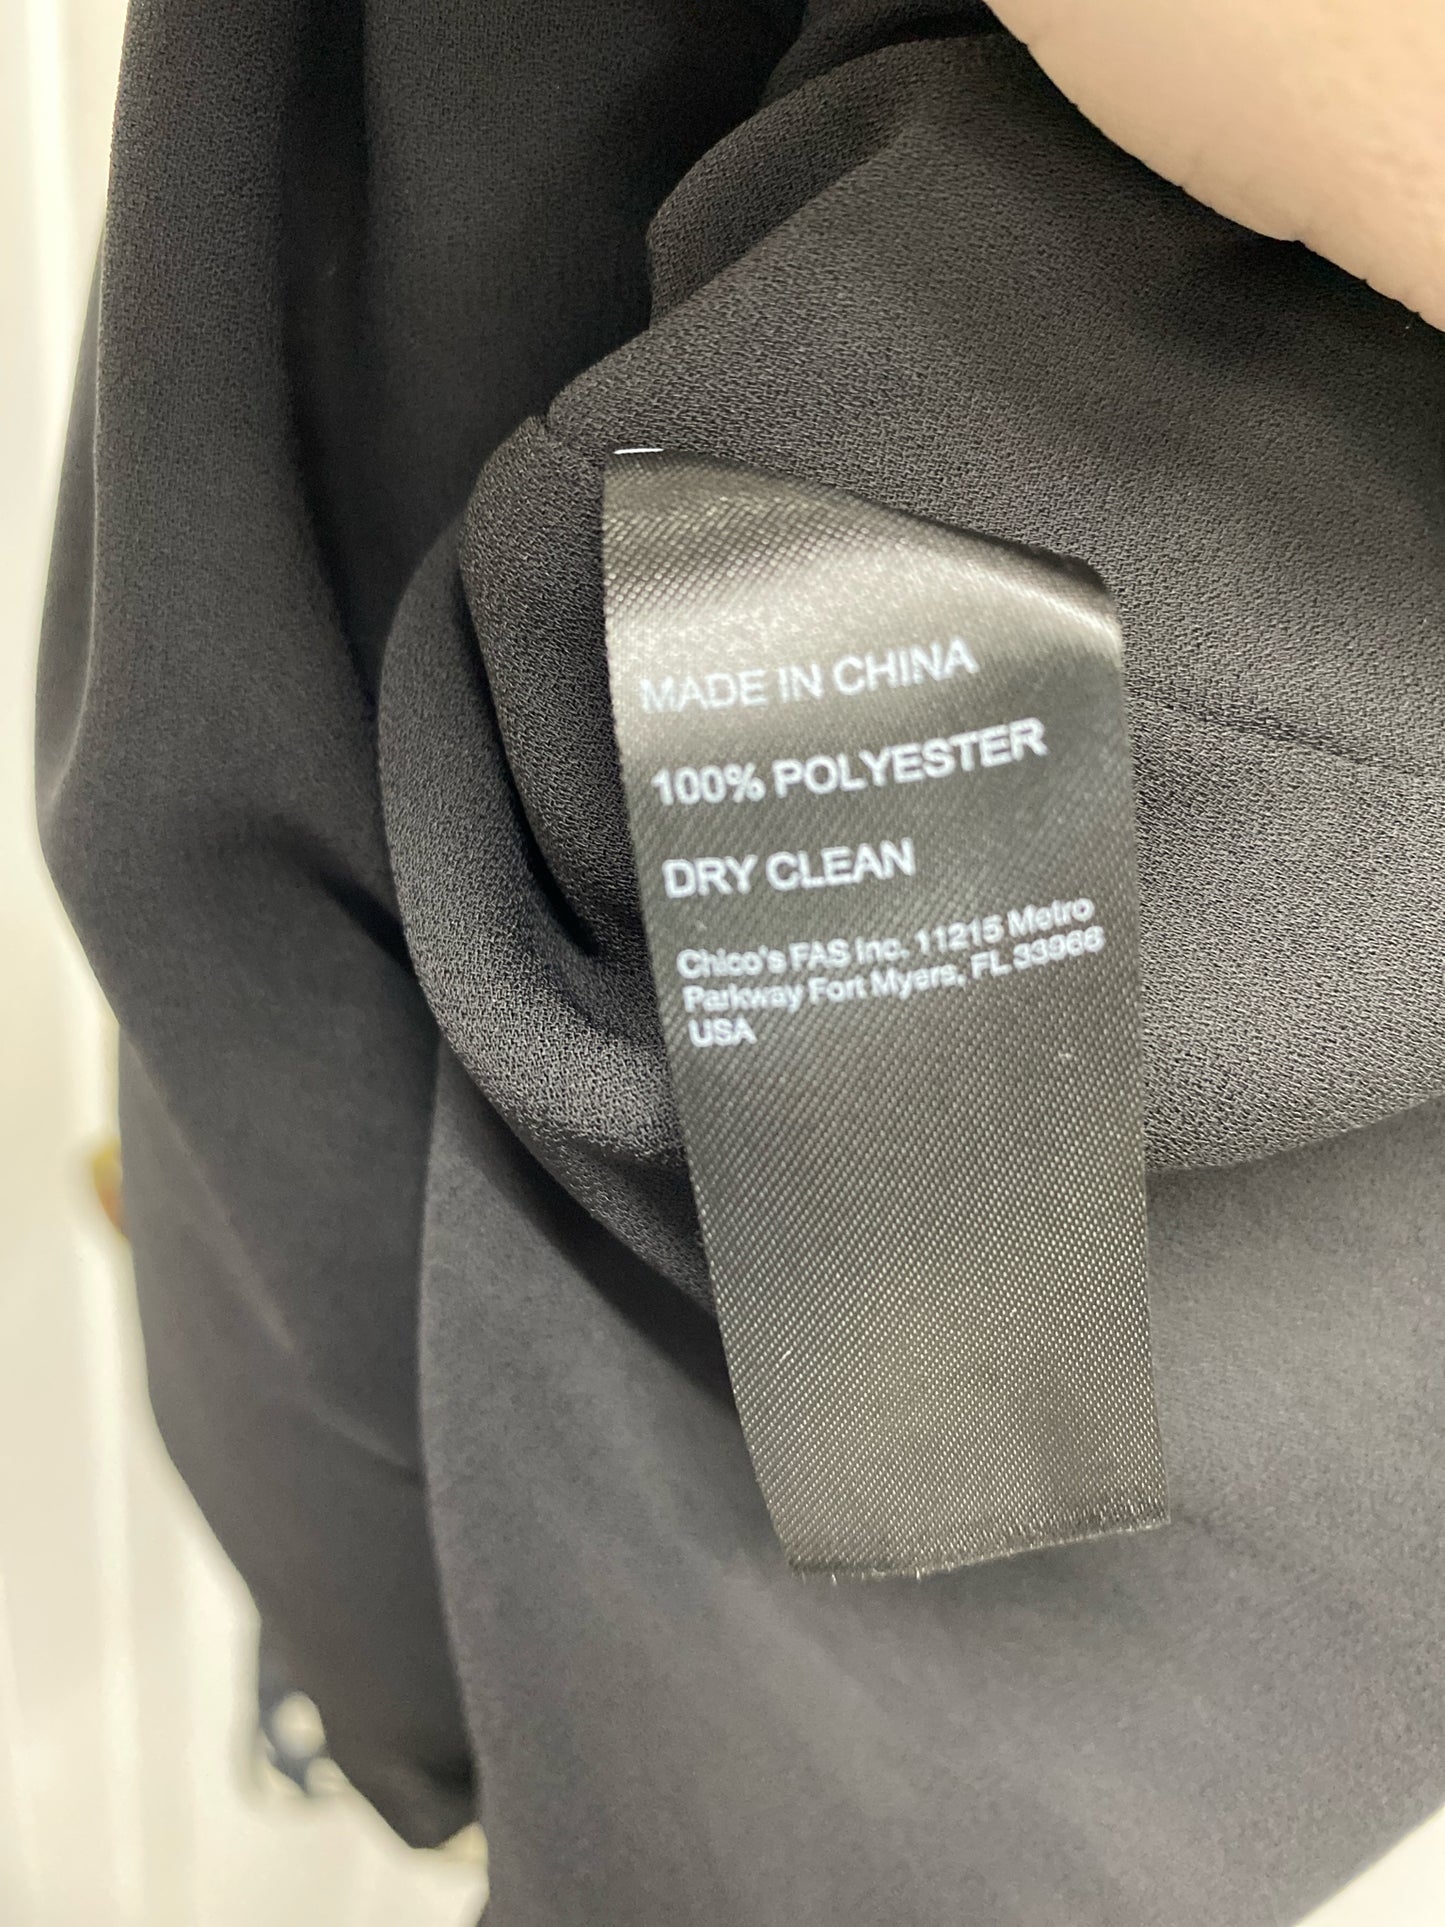 MADE IN CHINA
100% POLYESTER
DRY CLEAN
Chico's FAS Inc. 11215 Metro
Parkway Fort Myers, FL 33966
USA